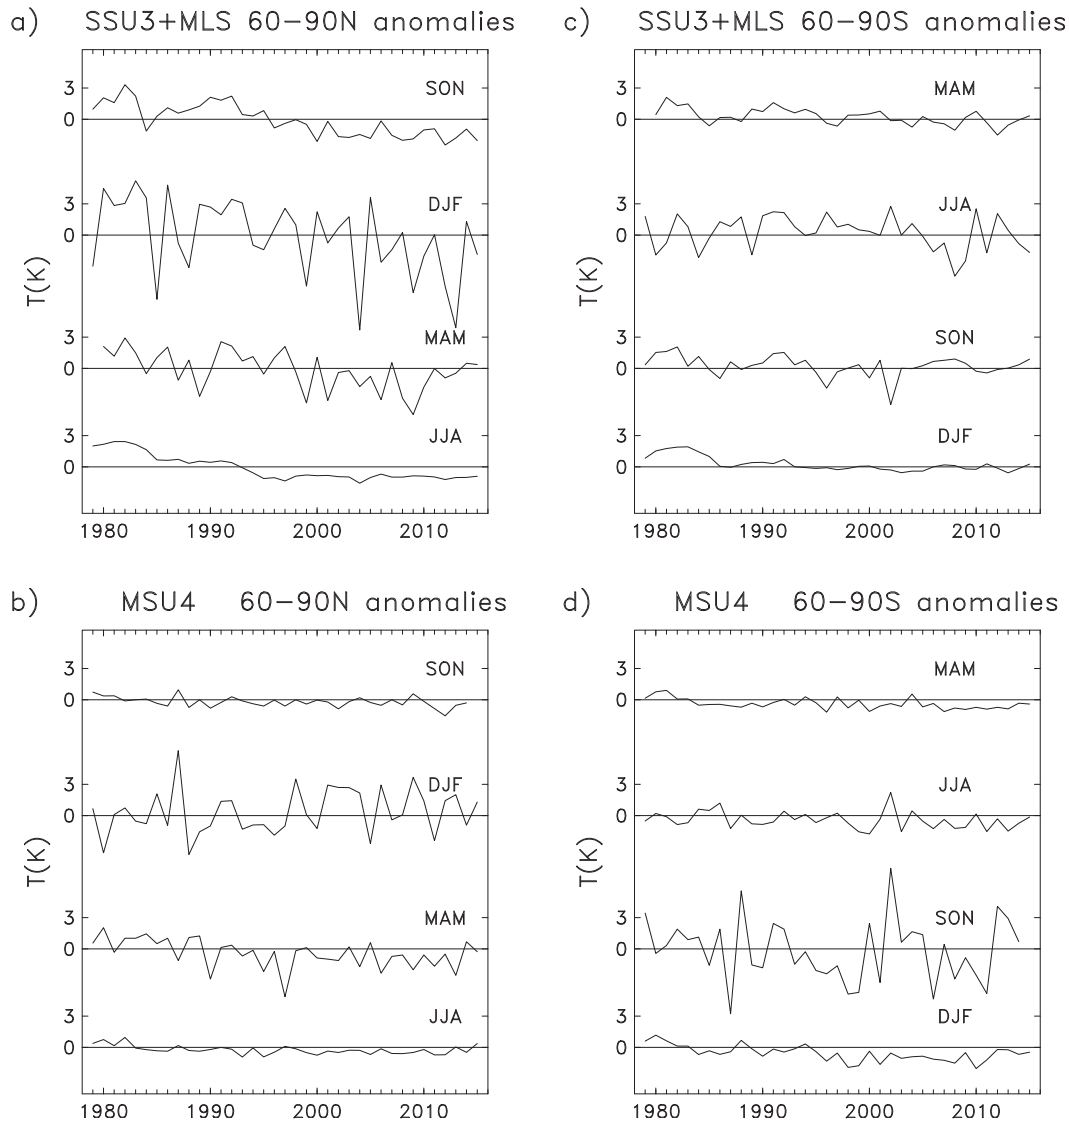 a) SSU3+MLS 60−90N anomalies
SON
3
0
DJF
3
0
T(K)
MAM
3
0
JJA
3
0
1980 1990 2000 2010
c) SSU3+MLS 60−90S anomalies
MAM
3
0
JJA
3
0
T(K)
SON
3
0
DJF
3
0
1980 1990 2000 2010
b) MSU4 60−90N anomalies
SON
3
0
DJF
3
0
T(K)
MAM
3
0
JJA
3
0
1980 1990 2000 2010
d) MSU4 60−90S anomalies
MAM
3
0
JJA
3
0
T(K)
SON
3
0
DJF
3
0
1980 1990 2000 2010